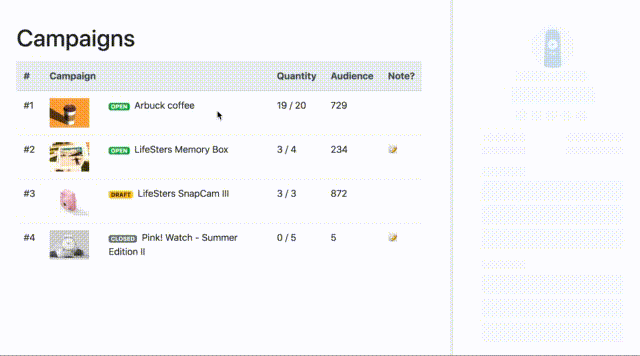 Campaigns
# Campaign Quantity Audience Note?
#1 OPEN Arbuck coffee 19 / 20 729
#2 OPEN LifeSters Memory Box 3 / 4 234
#3 DRAFT LifeSters SnapCam III 3 / 3 872
#4 CLOSED Pink! Watch - Summer 0 / 5 5
Edition II